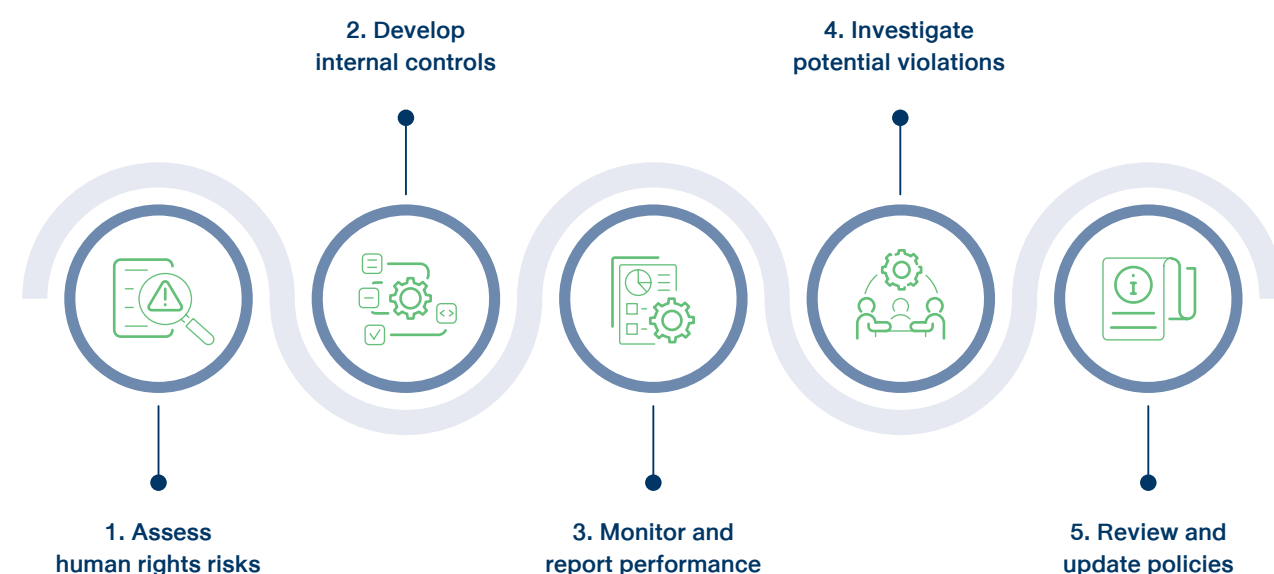 1. Assess
human rights risks
2. Develop
internal controls
3. Monitor and
report performance
4. Investigate
potential violations
5. Review and
update policies